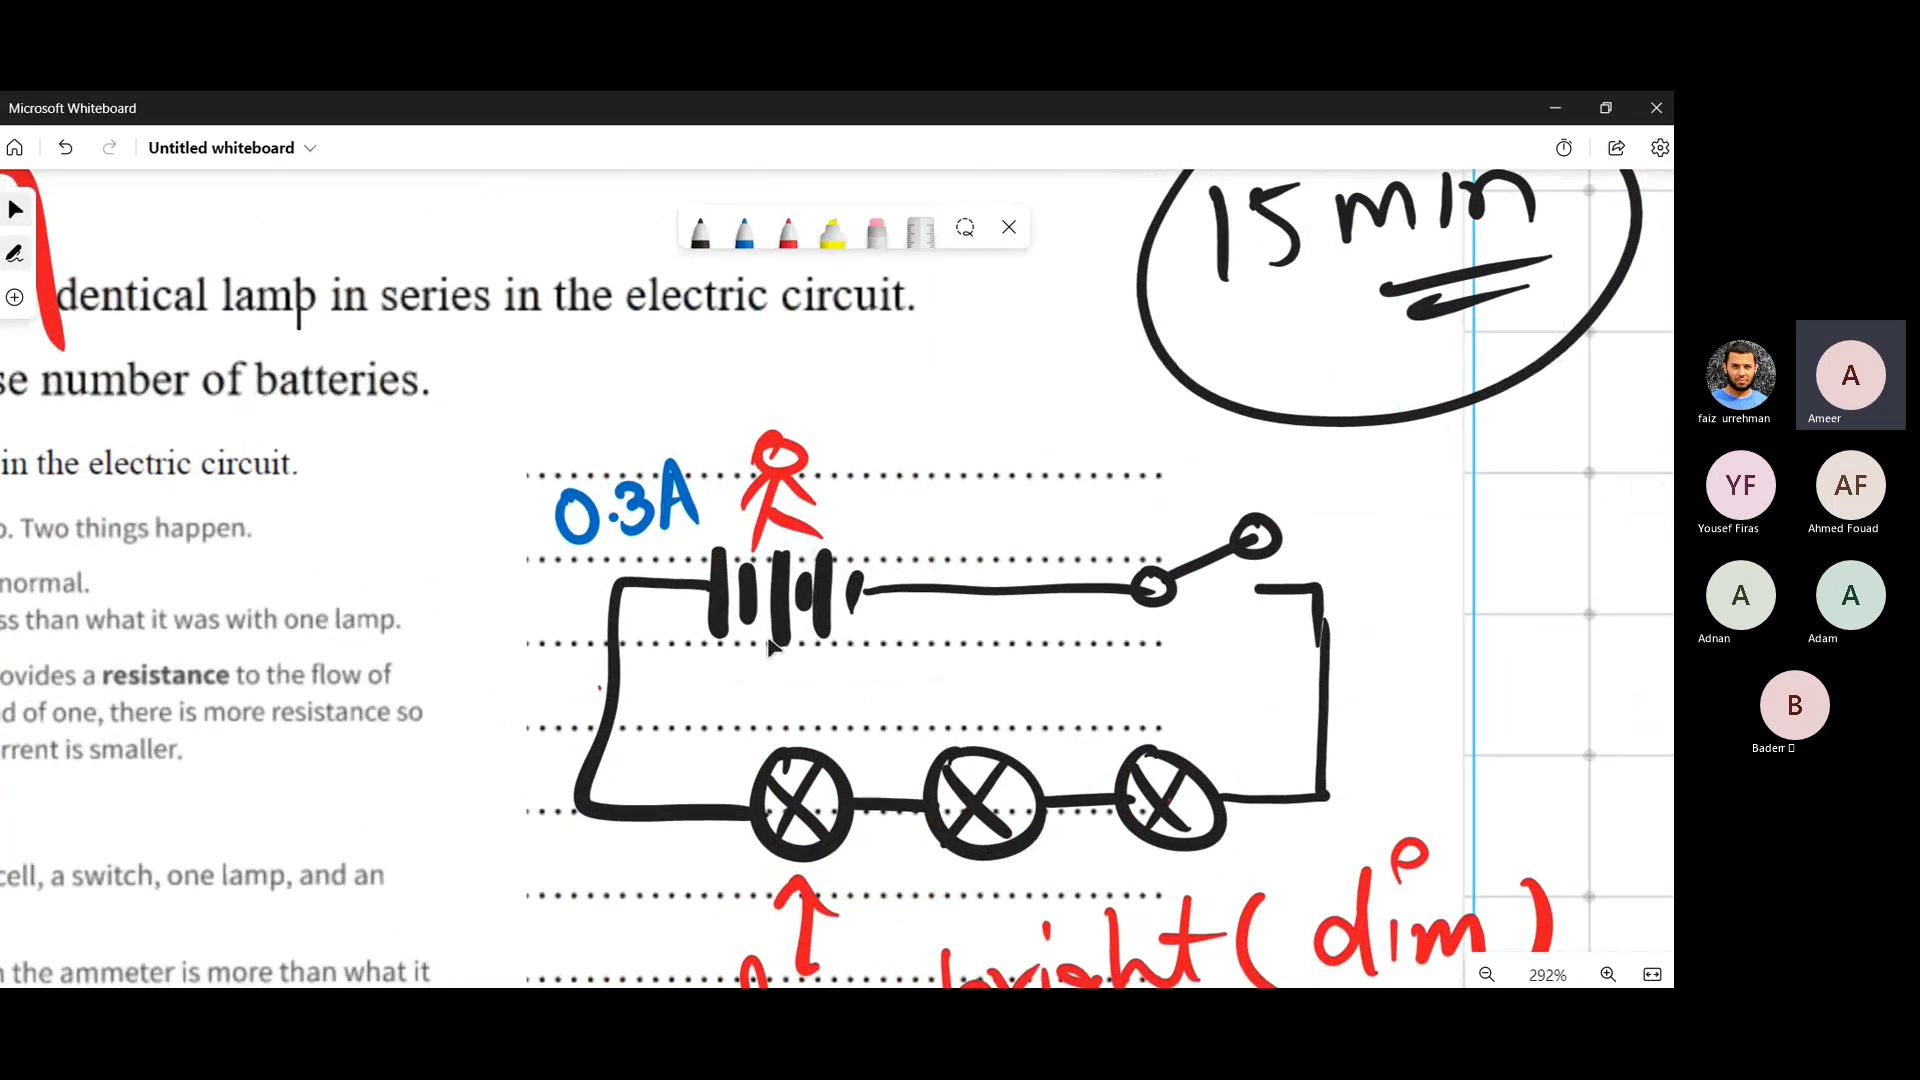 Microsoft Whiteboard
Untitled whiteboard
15 min
dentical lamp in series in the electric circuit.
se number of batteries.
in the electric circuit.
o. Two things happen.
normal.
ss than what it was with one lamp.
ovides a resistance to the flow of
d of one, there is more resistance so
rrent is smaller.
cell, a switch, one lamp, and an
the ammeter is more than what it
0.3A
bright (dim)
292%
faiz urrehman
A
Ameer
YF
Yousef Firas
AF
Ahmed Fouad
A
Adnan
A
Adam
B
Baderr